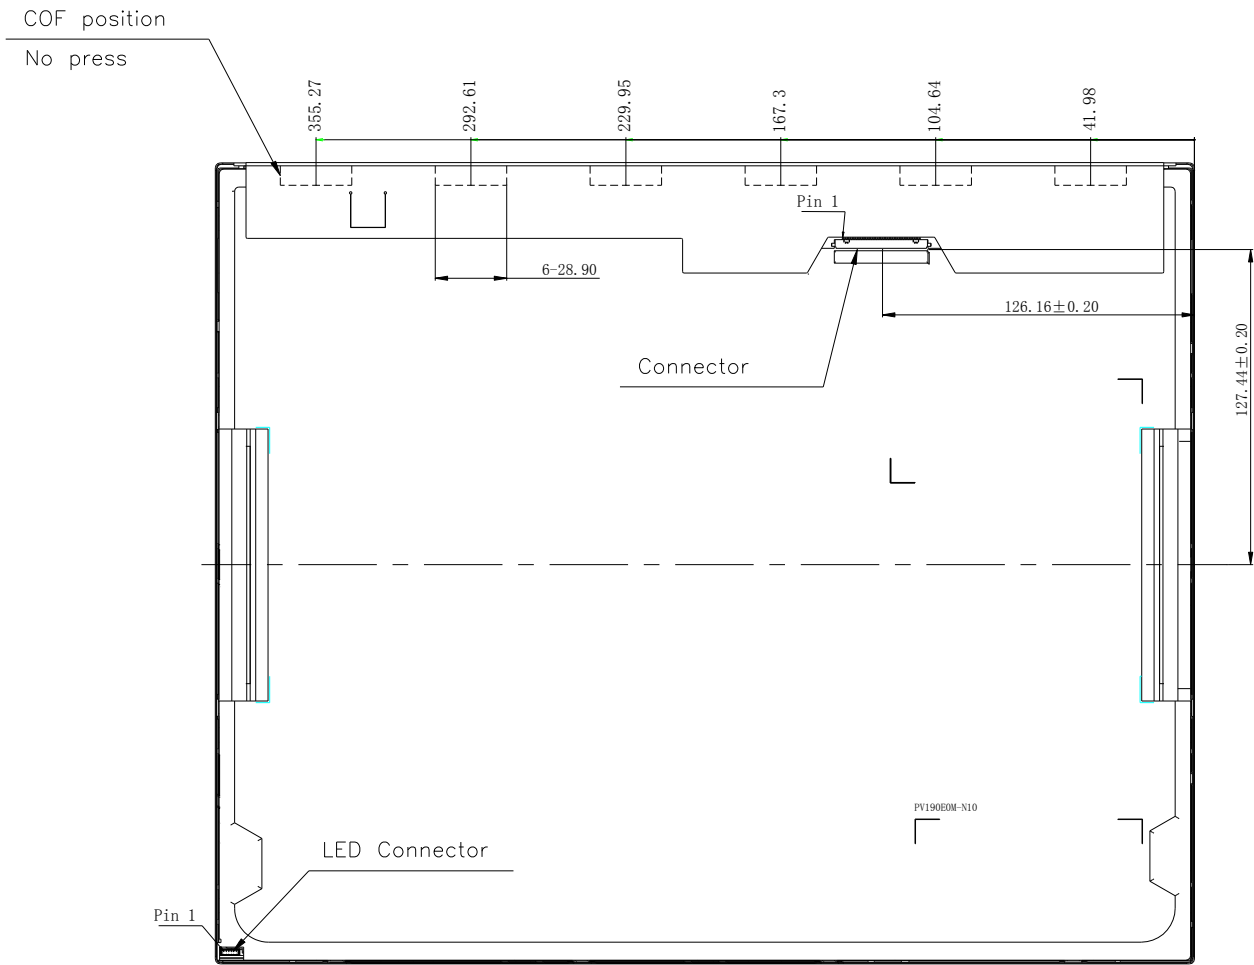 COF position
No press
355.27
292.61
229.95
167.3
104.64
41.98
Pin 1
6-28.90
126.16±0.20
127.44±0.20
Connector
PV190E0M-N10
LED Connector
Pin 1